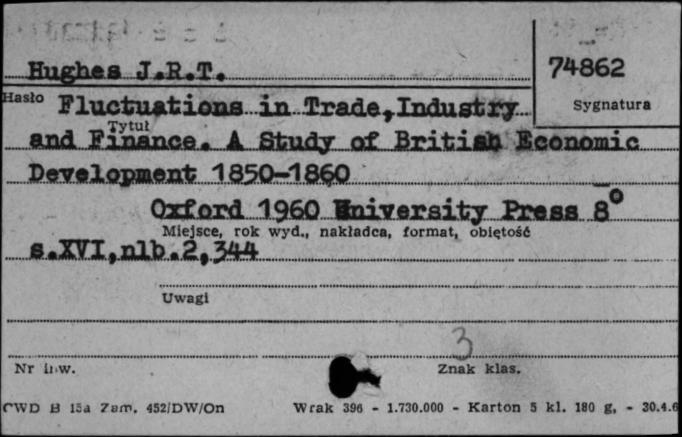 Hughes J.R.T.
74862
Hasło Fluctuations in Trade,Industry
Sygnatura
Tytuł
and Finance. A Study of British Economic
Development 1850-1860
Oxford 1960 University Press 8°
Miejsce, rok wyd., nakładca, format, objętość
s.XVI,nlb.2,344
Uwagi
3
Nr inw.
Znak klas.
CWD B 15a Zam. 452/DW/On
Wrak 396 - 1.730.000 - Karton 5 kl. 180 g, - 30.4.6